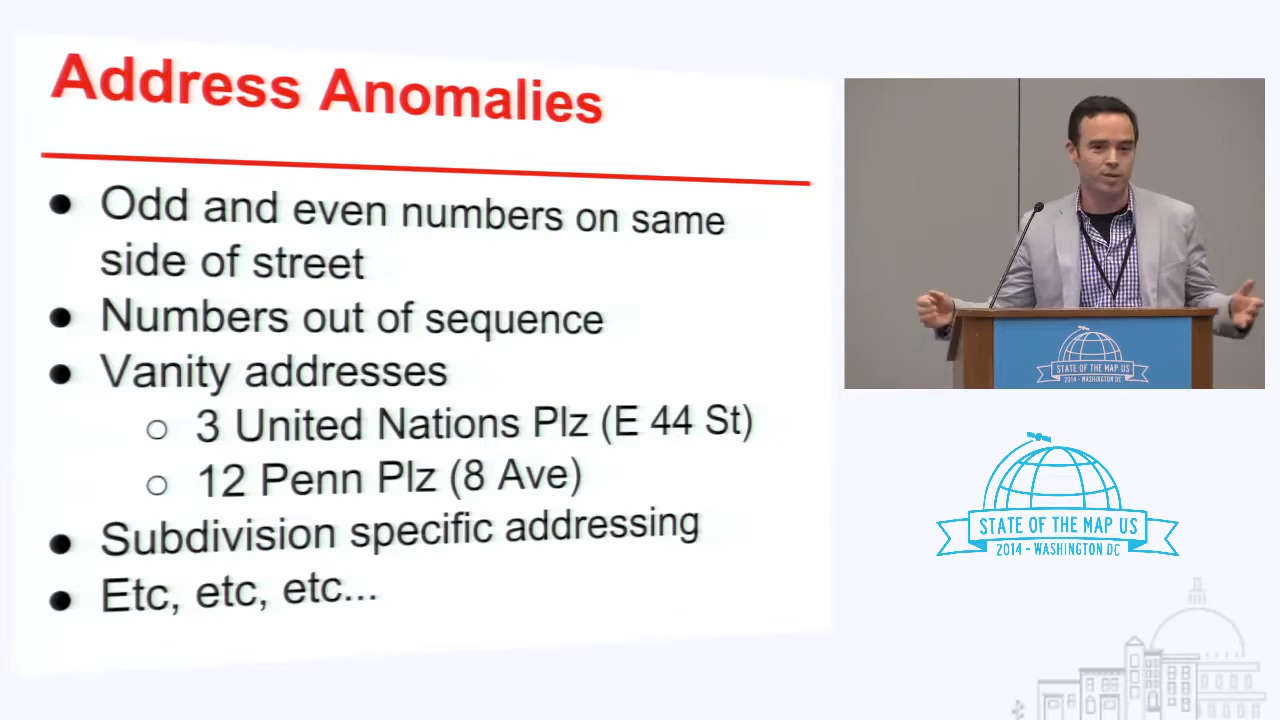 Address Anomalies
● Odd and even numbers on same
side of street
● Numbers out of sequence
● Vanity addresses
○ 3 United Nations Plz (E 44 St)
○ 12 Penn Plz (8 Ave)
● Subdivision specific addressing
● Etc, etc, etc...
STATE OF THE MAP US
2014 - WASHINGTON DC
STATE OF THE MAP US
2014 - WASHINGTON DC